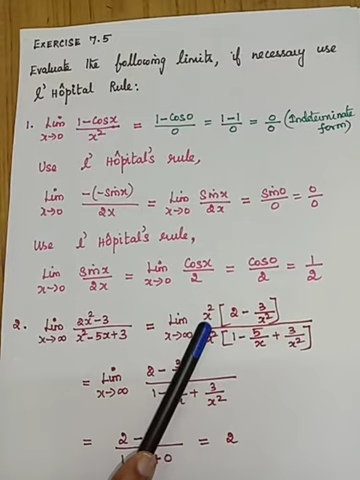 EXERCISE 7.5
Evaluate the following limits, if necessary use
l' Hôpital Rule:
1. Lim x→0 (1-Cosx)/x² = (1-Cos0)/0 = (1-1)/0 = 0/0 (Indeterminate form)
Use l' Hôpital's rule,
Lim x→0 -(-Sinx)/2x = Lim x→0 Sinx/2x = Sin0/0 = 0/0
Use l' Hôpital's rule,
Lim x→0 Sinx/2x = Lim x→0 Cosx/2 = Cos0/2 = 1/2
2. Lim x→∞ (2x²-3)/(x²-5x+3) = Lim x→∞ x²[2 - 3/x²]/x²[1 - 5/x + 3/x²]
= Lim x→∞ (2 - 3)/(1 - + 3/x²)
= (2 -)/(1 +0) = 2